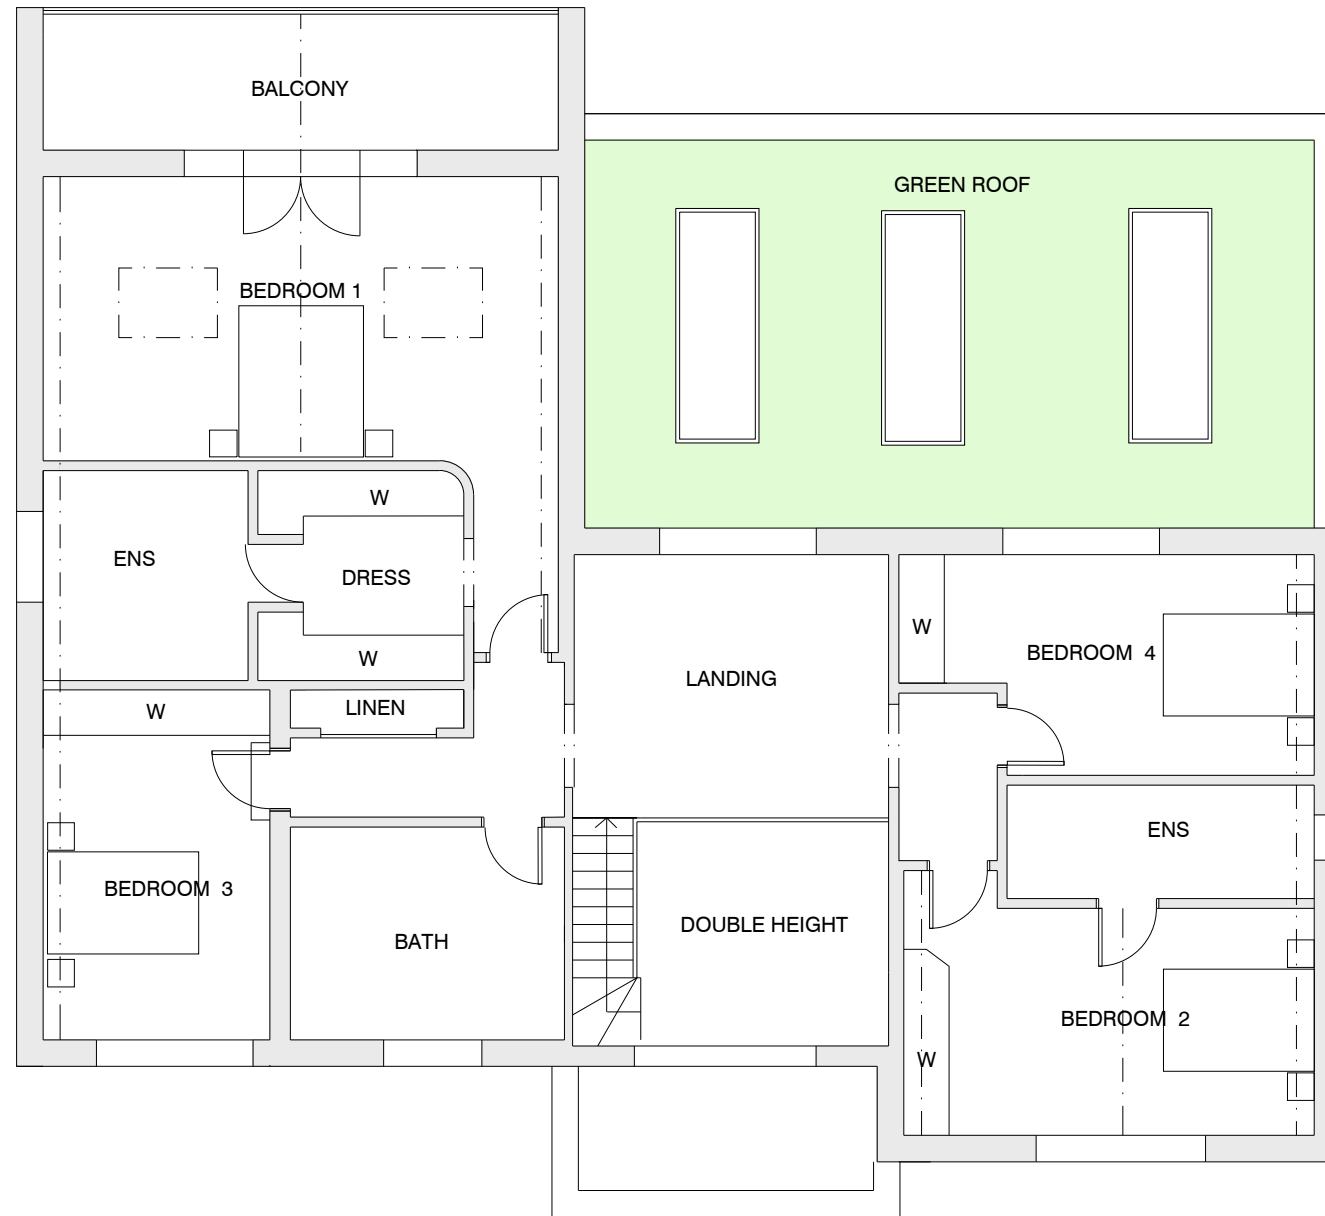 BALCONY
GREEN ROOF
BEDROOM 1
W
ENS
DRESS
W
W
BEDROOM 4
LANDING
W
LINEN
ENS
BEDROOM 3
DOUBLE HEIGHT
BATH
BEDROOM 2
W